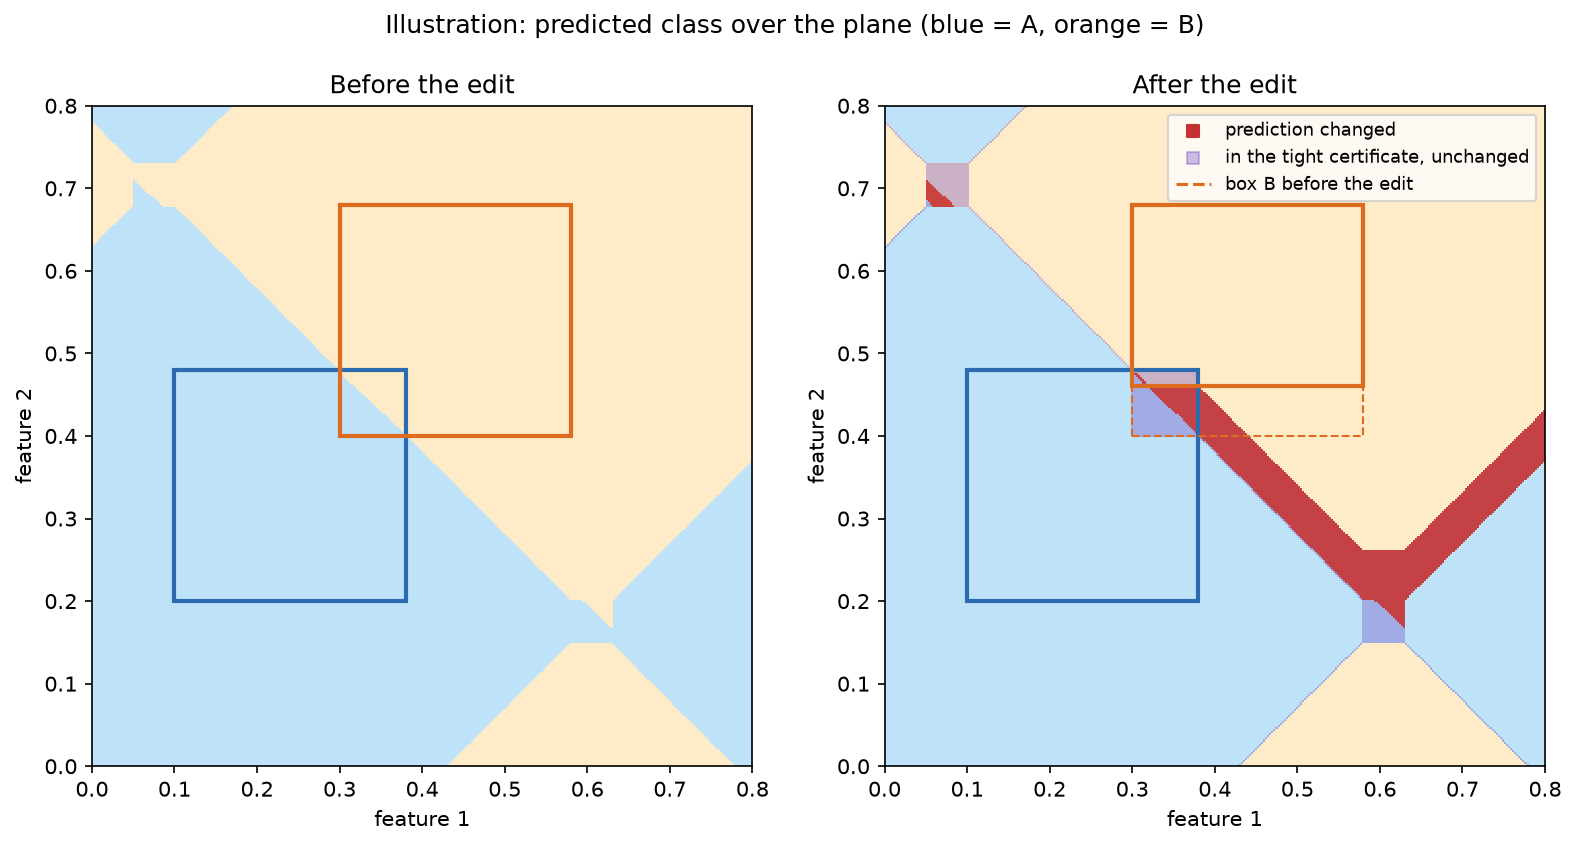 Illustration: predicted class over the plane (blue = A, orange = B)
Before the edit
0.8
0.7
0.6
0.5
0.4
0.3
0.2
0.1
0.0
feature 2
0.0 0.1 0.2 0.3 0.4 0.5 0.6 0.7 0.8
feature 1
After the edit
prediction changed
in the tight certificate, unchanged
box B before the edit
0.8
0.7
0.6
0.5
0.4
0.3
0.2
0.1
0.0
feature 2
0.0 0.1 0.2 0.3 0.4 0.5 0.6 0.7 0.8
feature 1